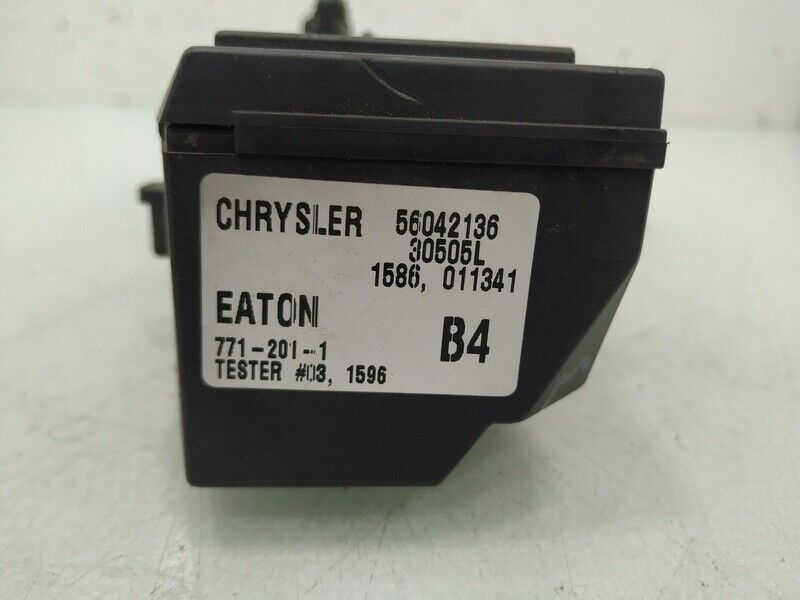 CHRYSLER 56042136
30505L
1586, 011341
EATON B4
771-201-1
TESTER #03, 1596